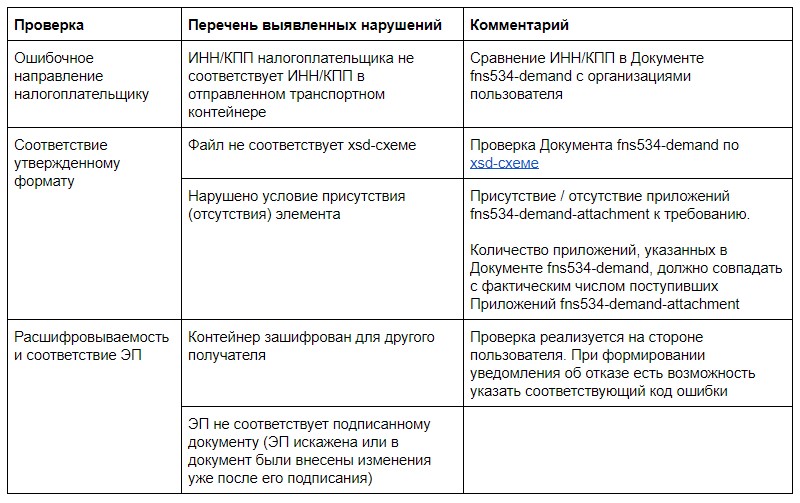 Проверка
Перечень выявленных нарушений
Комментарий
Ошибочное
направление
налогоплательщику
ИНН/КПП налогоплательщика не
соответствует ИНН/КПП в
отправленном транспортном
контейнере
Сравнение ИНН/КПП в Документе
fns534-demand с организациями
пользователя
Соответствие
утвержденному
формату
Файл не соответствует xsd-схеме
Проверка Документа fns534-demand по
xsd-схеме
Нарушено условие присутствия
(отсутствия) элемента
Присутствие / отсутствие приложений
fns534-demand-attachment к требованию.
Количество приложений, указанных в
Документе fns534-demand, должно совпадать
с фактическим числом поступивших
Приложений fns534-demand-attachment
Расшифровываемость
и соответствие ЭП
Контейнер зашифрован для другого
получателя
Проверка реализуется на стороне
пользователя. При формировании
уведомления об отказе есть возможность
указать соответствующий код ошибки
ЭП не соответствует подписанному
документу (ЭП искажена или в
документ были внесены изменения
уже после его подписания)